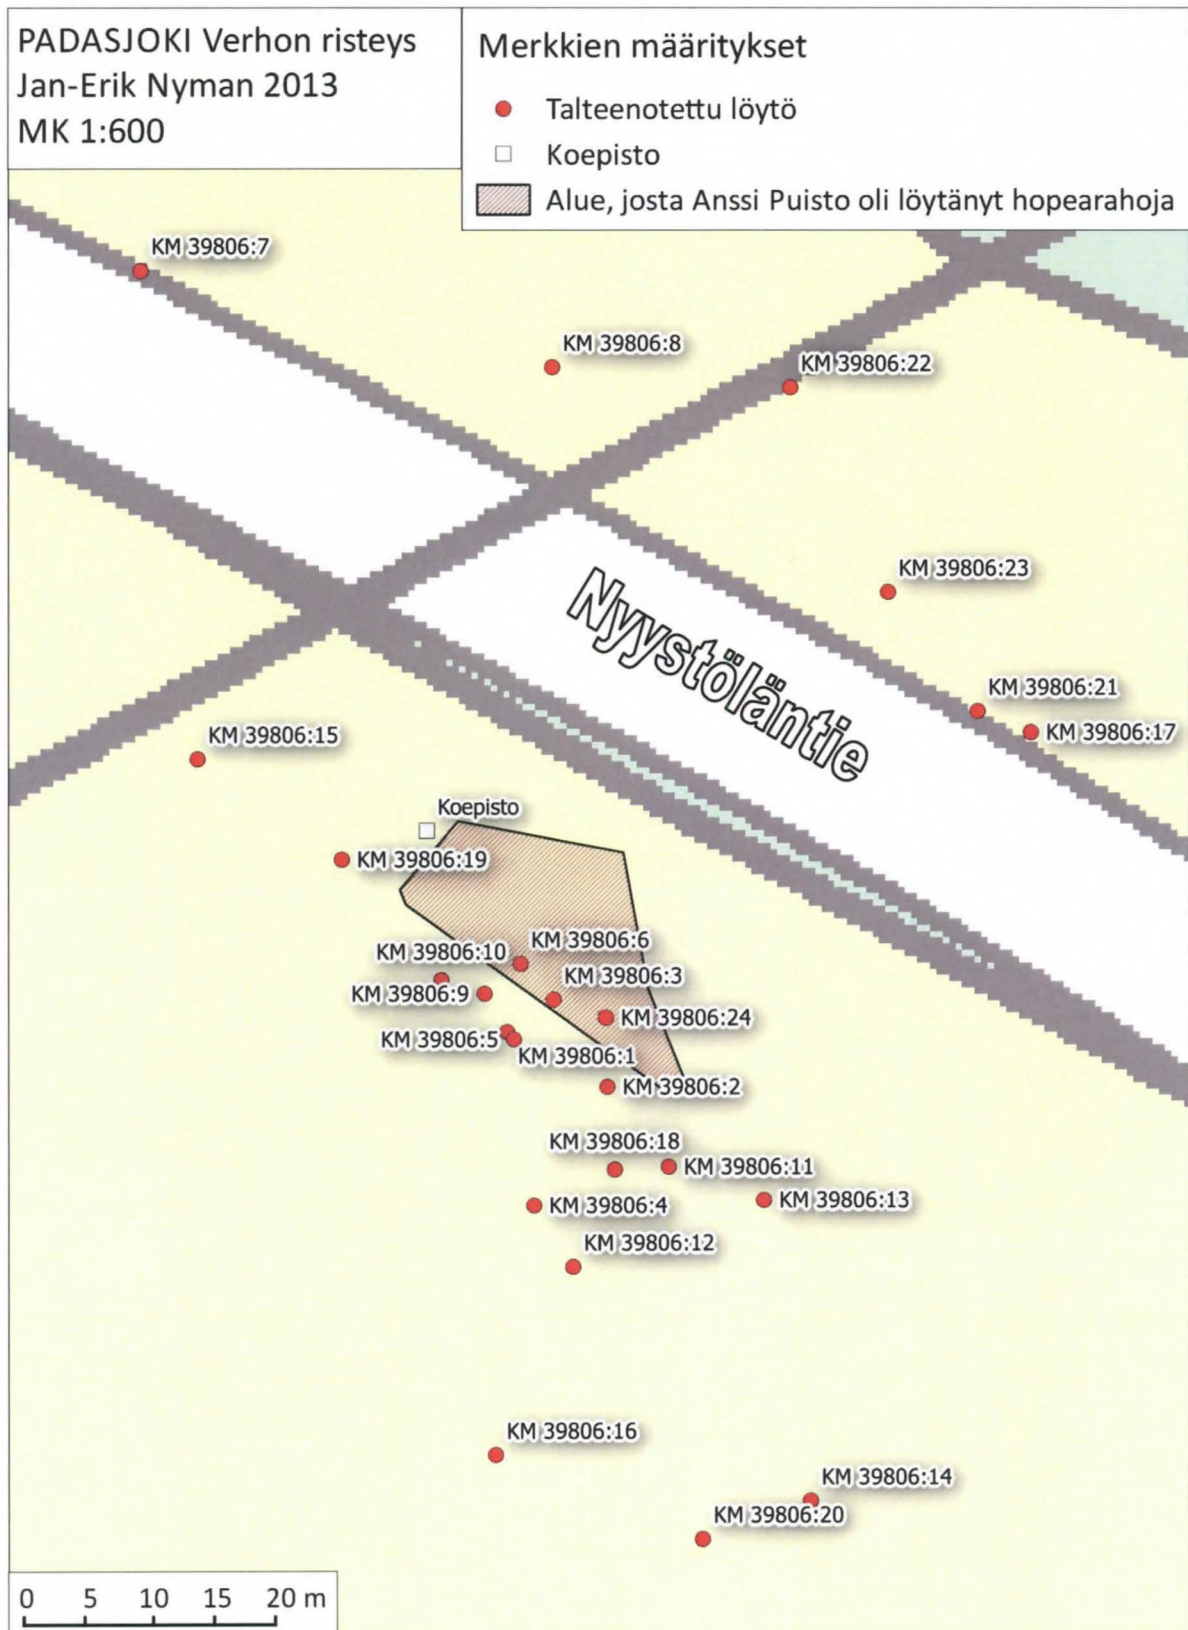 PADASJOKI Verhon risteys
Jan-Erik Nyman 2013
MK 1:600
Merkkien määritykset
Talteenotettu löytö
Koepisto
Alue, josta Anssi Puisto oli löytänyt hopearahoja
KM 39806:7
KM 39806:8
KM 39806:22
KM 39806:23
Nyystöläntie
KM 39806:21
KM 39806:17
KM 39806:15
Koepisto
KM 39806:19
KM 39806:6
KM 39806:10
KM 39806:3
KM 39806:9
KM 39806:24
KM 39806:5
KM 39806:1
KM 39806:2
KM 39806:18
KM 39806:11
KM 39806:13
KM 39806:4
KM 39806:12
KM 39806:16
KM 39806:14
KM 39806:20
0 5 10 15 20 m